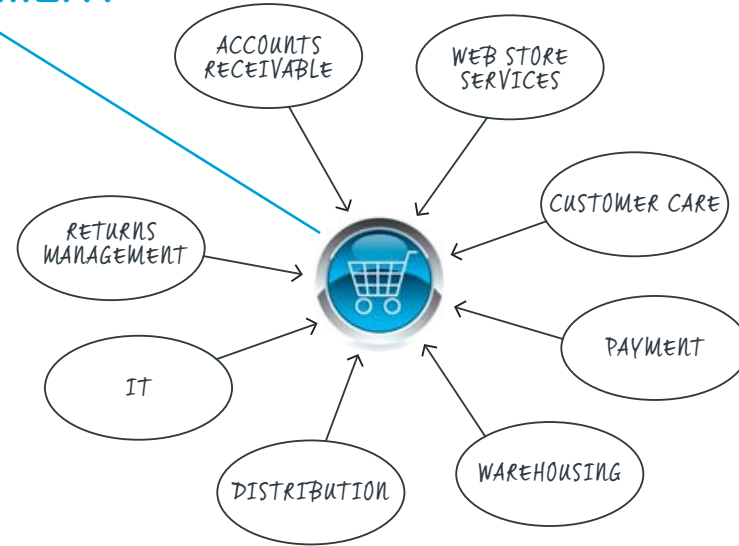 ACCOUNTS
RECEIVABLE
WEB STORE
SERVICES
CUSTOMER CARE
PAYMENT
WAREHOUSING
DISTRIBUTION
IT
RETURNS
MANAGEMENT